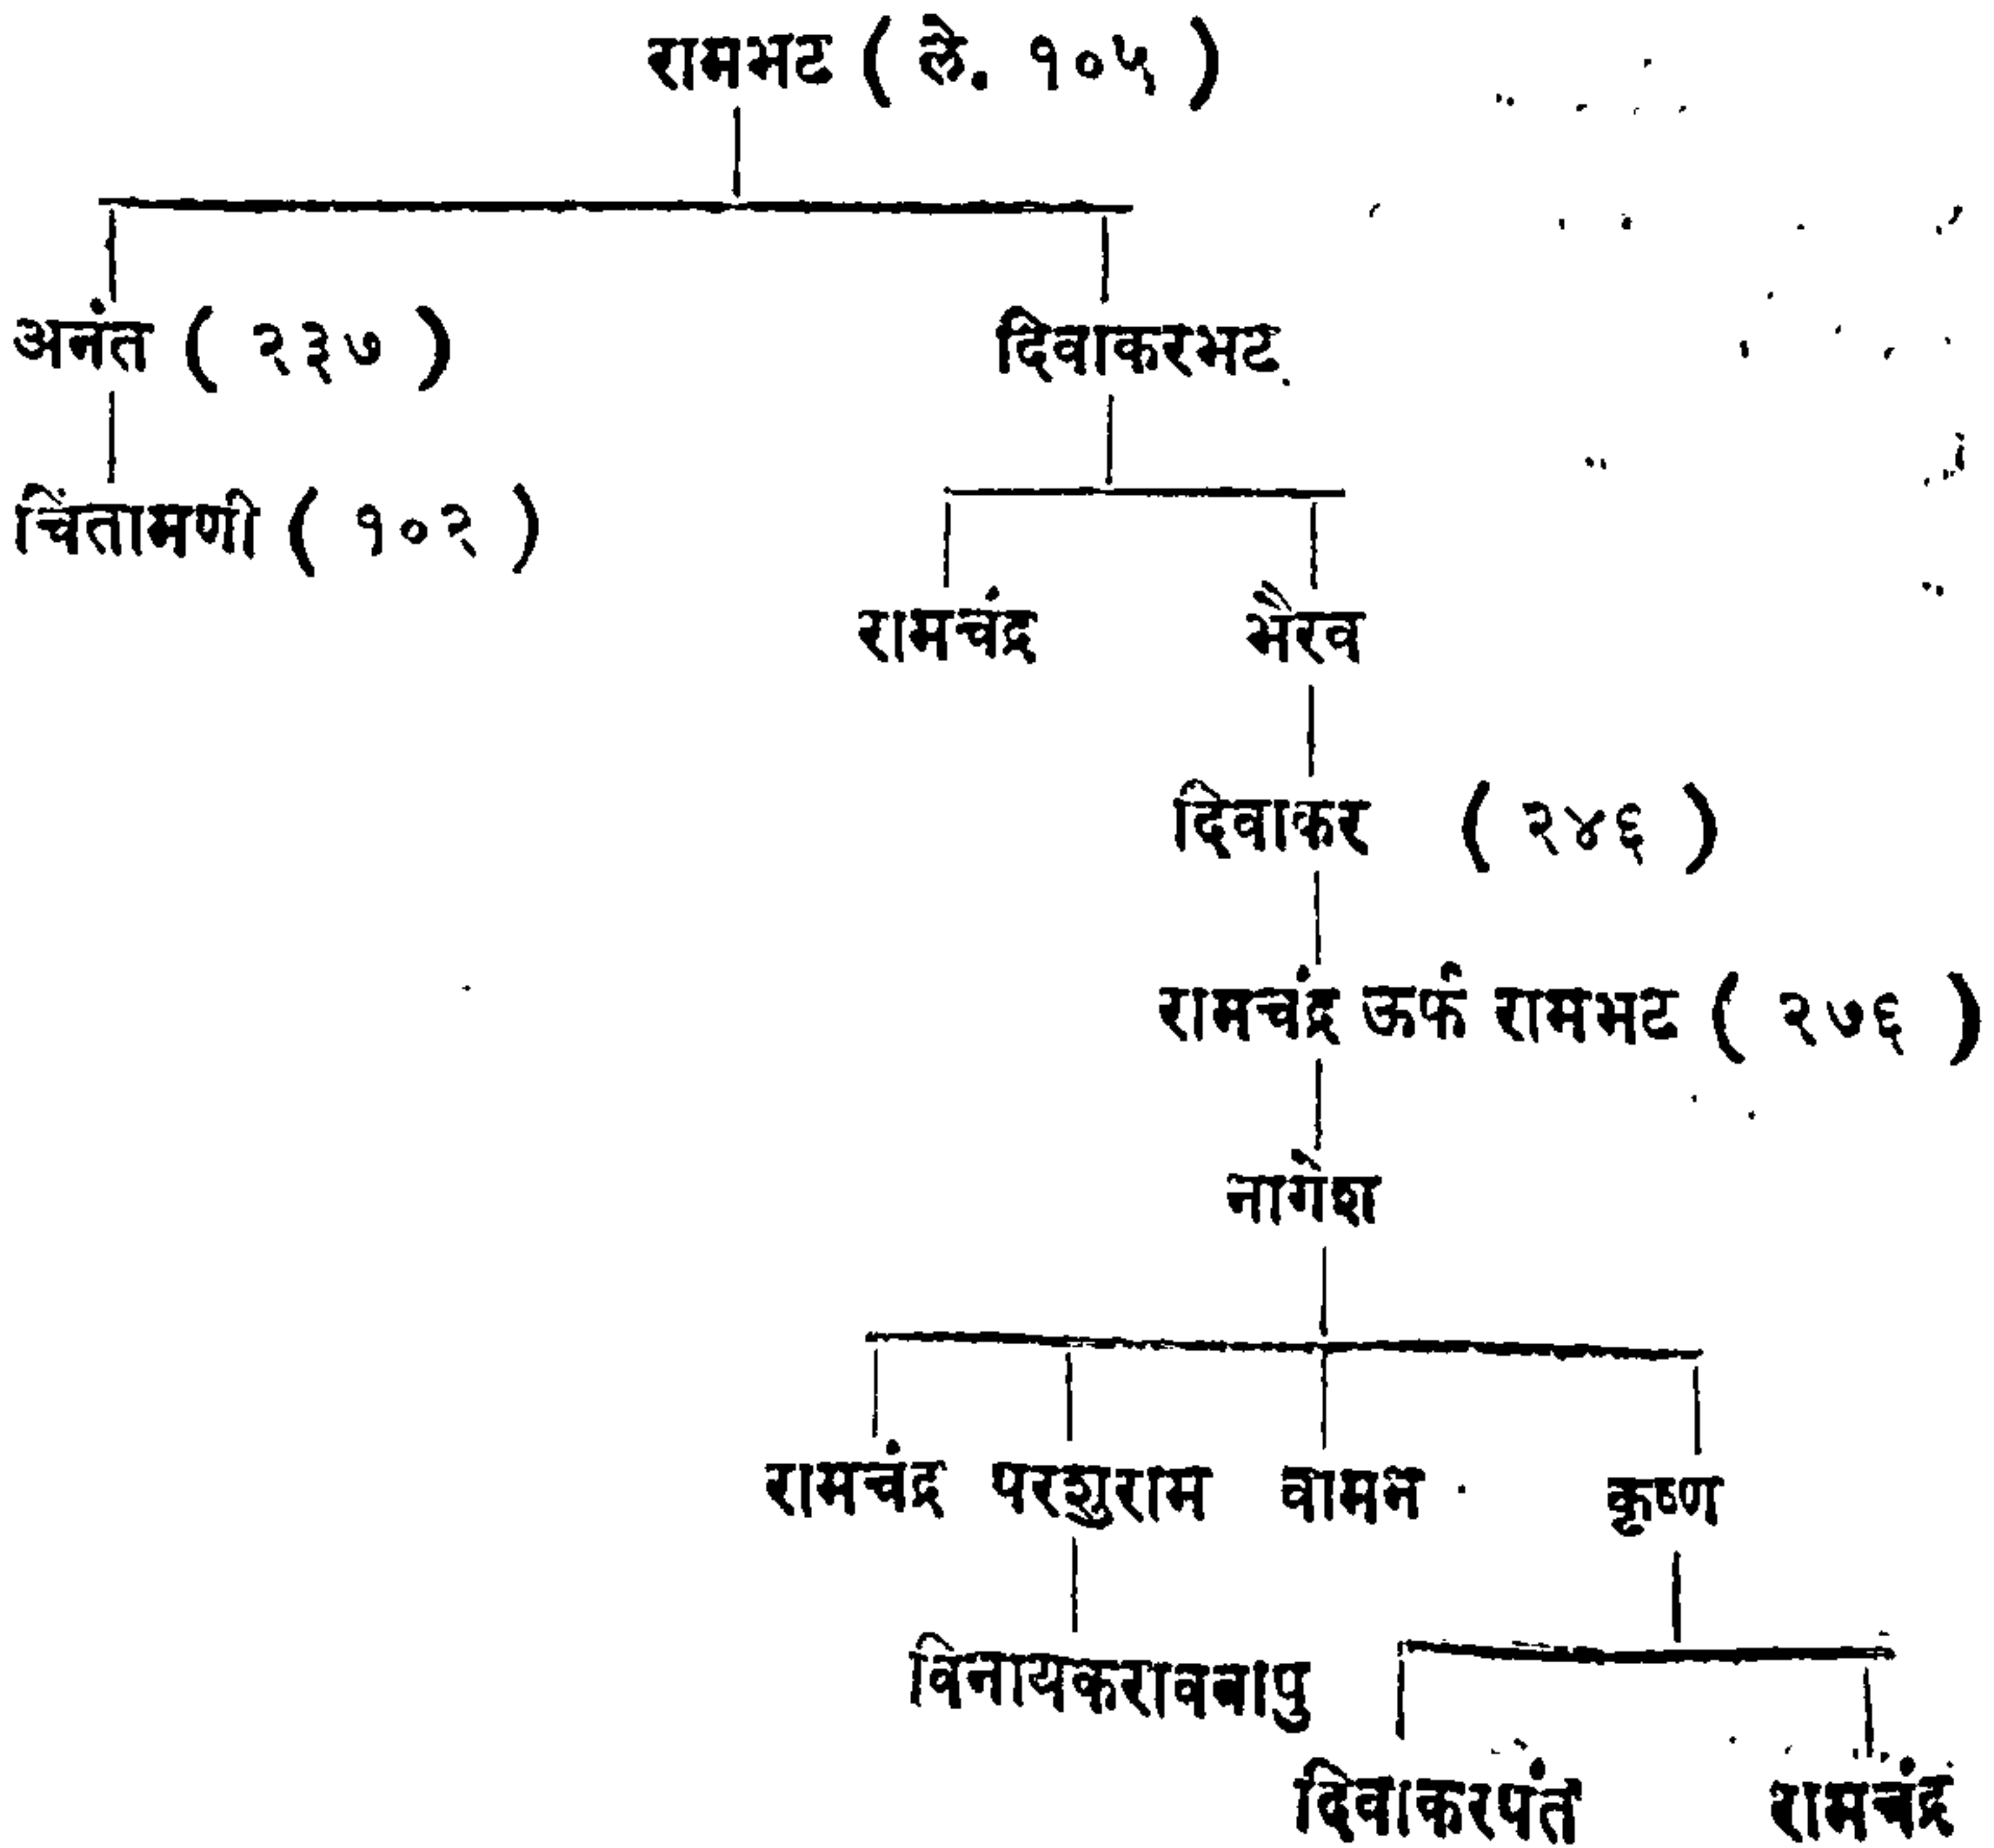 रामभट ( ले. १०५ )
अनंत ( २३७ ) दिवाकरभट
चिंतामणी ( १०२ )
रामचंद्र भैरव
दिवाकर ( २४६ )
रामचंद्र ऊर्फ रामभट ( २७६ )
नागेश
रामचंद्र परशुराम वामन कृष्ण
विनायकरावबापु
दिवाकरपंत रामचंद्र